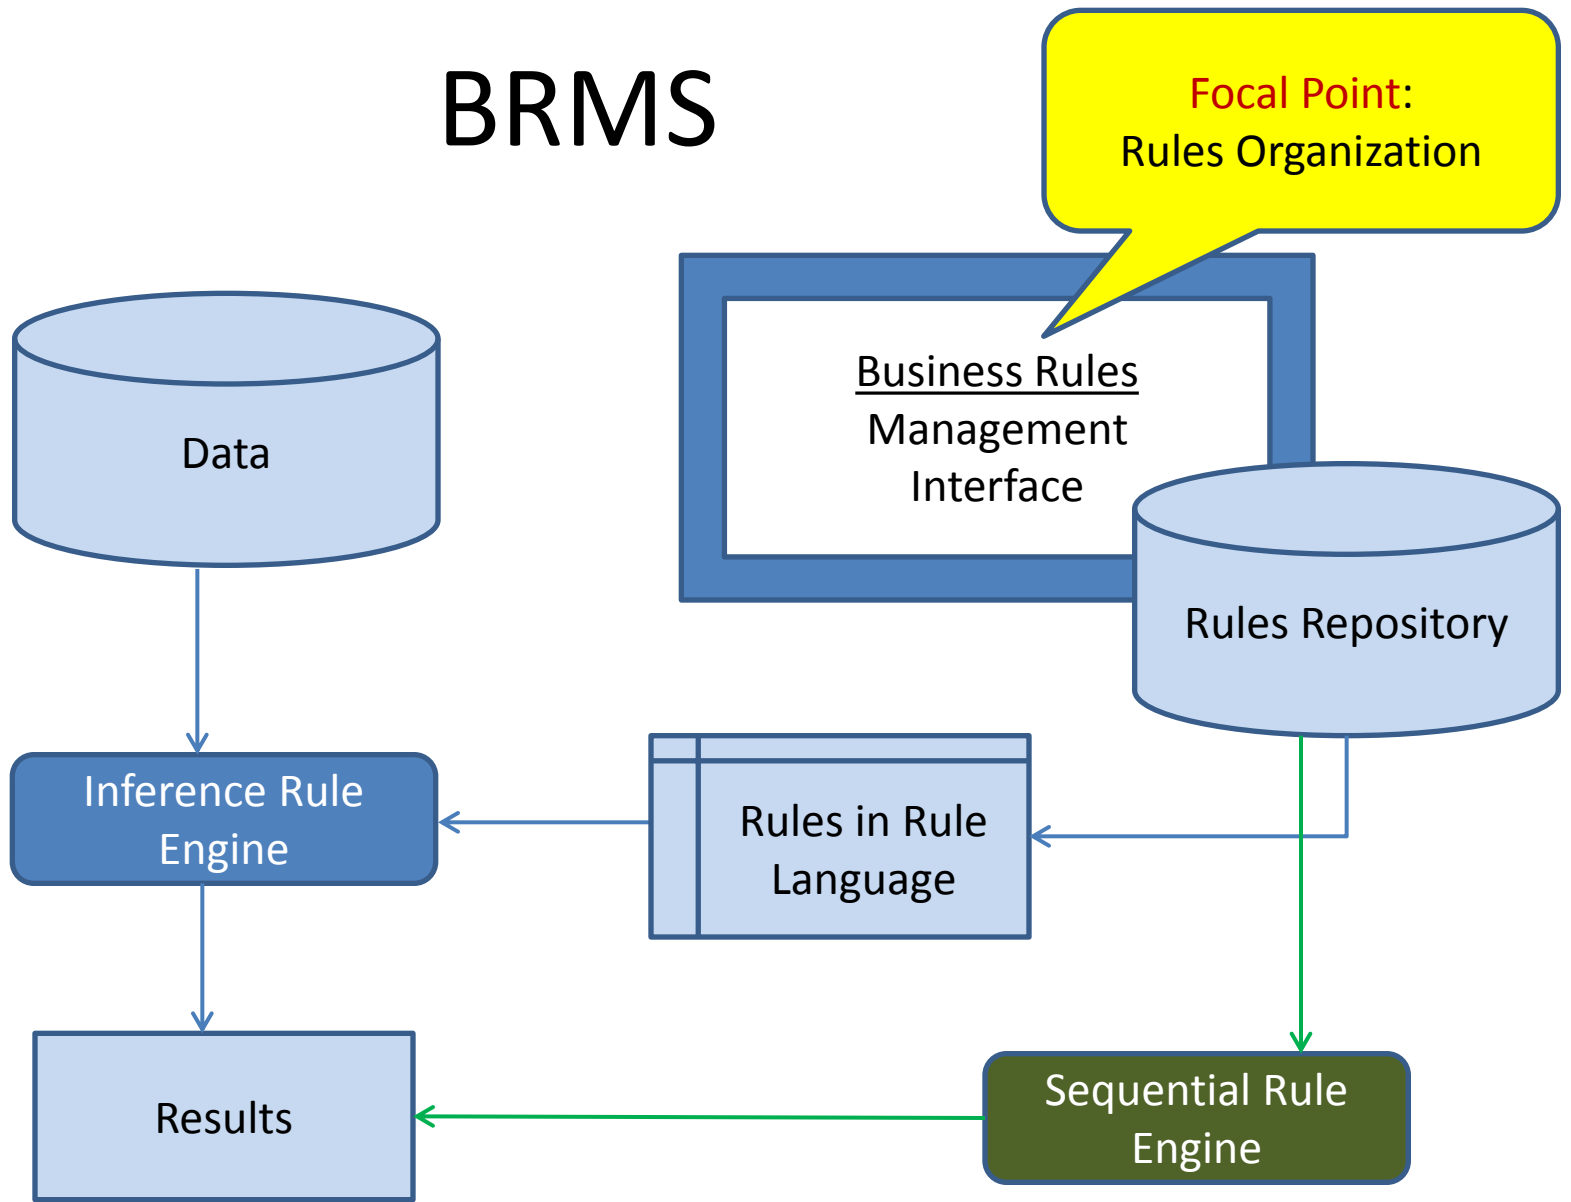 BRMS
Focal Point:
Rules Organization
Business Rules
Management
Interface
Data
Rules Repository
Inference Rule
Engine
Rules in Rule
Language
Results
Sequential Rule
Engine